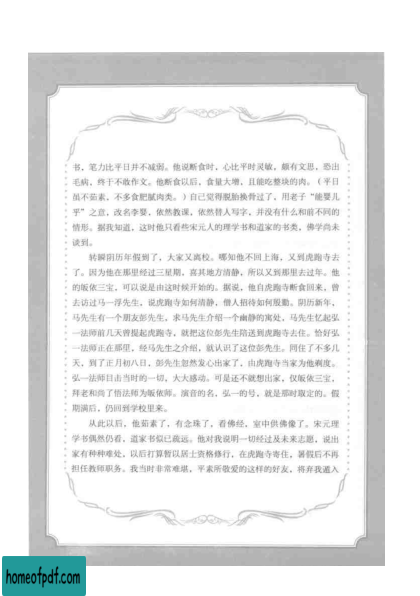 书，笔力比平日并不减弱。他说断食时，心比平时灵敏，颇有文思，恐出
毛病，终于不敢作文。他断食以后，食量大增，且能吃整块的肉。（平日
虽不茹素，不多食肥腻肉类。）自己觉得脱胎换骨过了，用老子“能婴儿
乎”之意，改名李婴，依然教课，依然替人写字，并没有什么和前不同的
情形。据我知道，这时他只看些宋元人的理学书和道家的书类，佛学尚未
谈到。
转瞬阴历年假到了，大家又离校。哪知他不回上海，又到虎跑寺去
了。因为他在那里经过三星期，喜其地方清静，所以又到那里去过年。他
的皈依三宝，可以说是由这时候开始的。据说，他自虎跑寺断食回来，曾
去访过马一浮先生，说虎跑寺如何清静，僧人招待如何殷勤。阴历新年，
马先生有一个朋友彭先生，求马先生介绍一个幽静的寓处，马先生忆起弘
一法师前几天曾提起虎跑寺，就把这位彭先生陪送到虎跑寺去住。恰好弘
一法师正在那里，经马先生之介绍，就认识了这位彭先生。同住了不多几
天，到了正月初八日，彭先生忽然发心出家了，由虎跑寺当家为他剃度。
弘一法师目击当时的一切，大大感动。可是还不就想出家，仅皈依三宝，
拜老和尚了悟法师为皈依师。演音的名，弘一的号，就是那时取定的。假
期满后，仍回到学校里来。
从此以后，他茹素了，有念珠了，看佛经，室中供佛像了。宋元理
学书偶然仍看，道家书似已疏远。他对我说明一切经过及未来志愿，说出
家有种种难处，以后打算暂以居士资格修行，在虎跑寺寄住，暑假后不再
担任教师职务。我当时非常难堪，平素所敬爱的这样的好友，将弃我遁入
homeofpdf.com